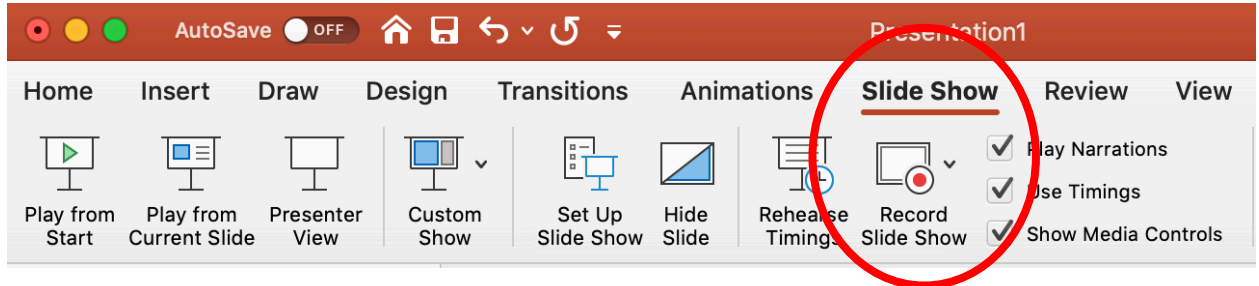 AutoSave OFF Presentation1
Home Insert Draw Design Transitions Animations Slide Show Review View
Play from Start
Play from Current Slide
Presenter View
Custom Show
Set Up Slide Show
Hide Slide
Rehearse Timings
Record Slide Show
Play Narrations
Use Timings
Show Media Controls